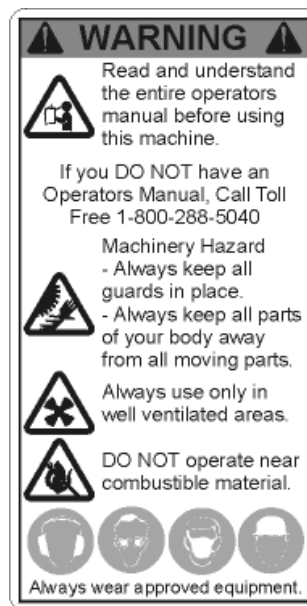 WARNING
Read and understand
the entire operators
manual before using
this machine.
If you DO NOT have an
Operators Manual, Call Toll
Free 1-800-288-5040
Machinery Hazard
- Always keep all
guards in place.
- Always keep all parts
of your body away
from all moving parts.
Always use only in
well ventilated areas.
DO NOT operate near
combustible material.
Always wear approved equipment.